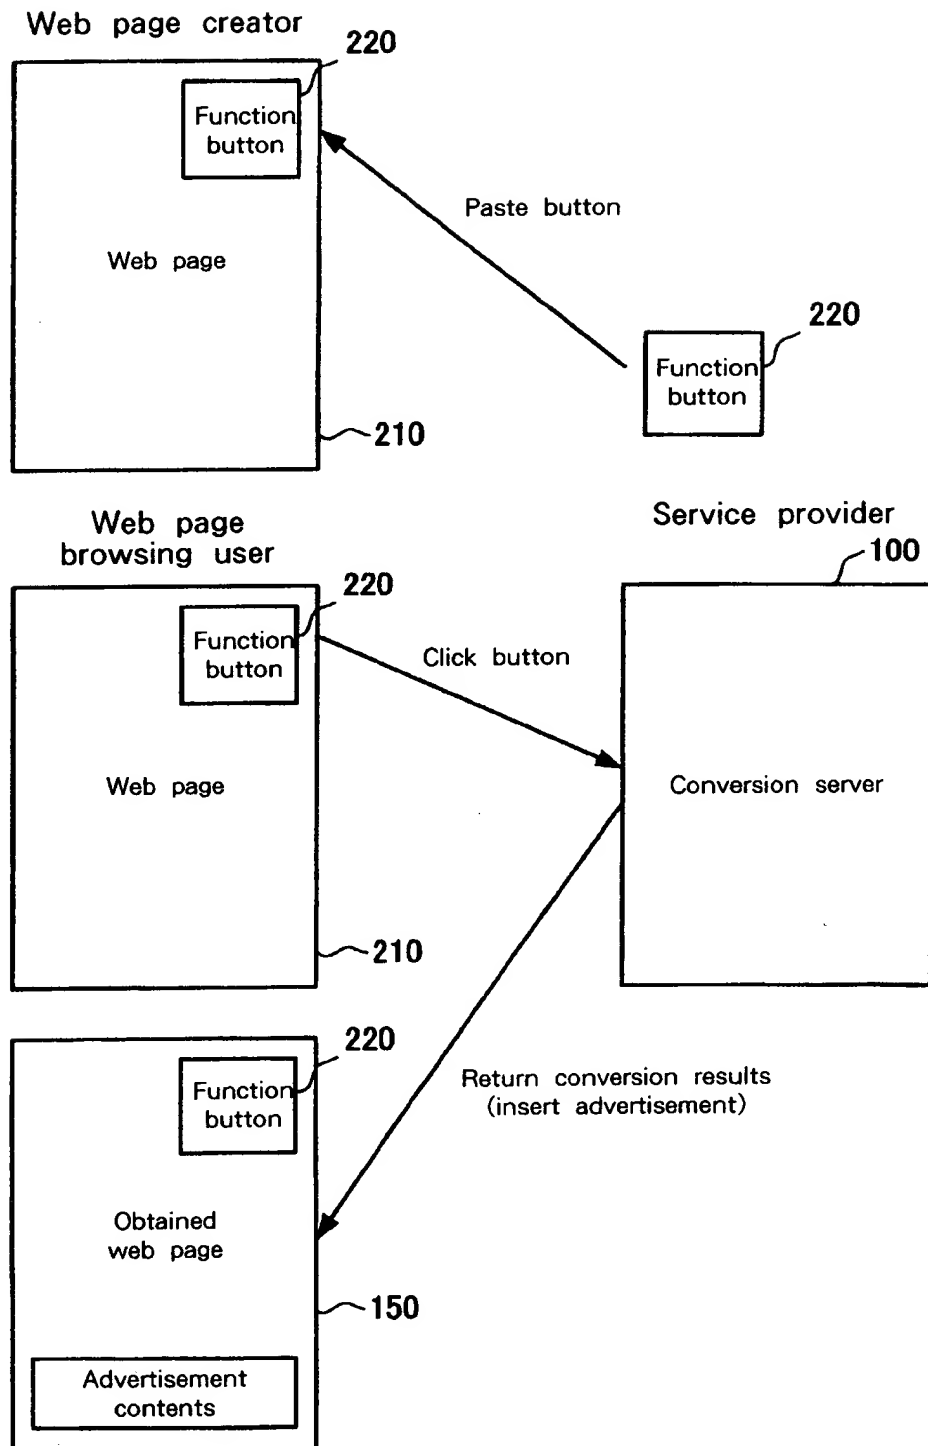 Web page creator
220
Function
button
Paste button
Web page
220
Function
button
210
Web page
browsing user
Service provider
100
220
Function
button
Click button
Web page
Conversion server
210
220
Function
button
Return conversion results
(insert advertisement)
Obtained
web page
150
Advertisement
contents